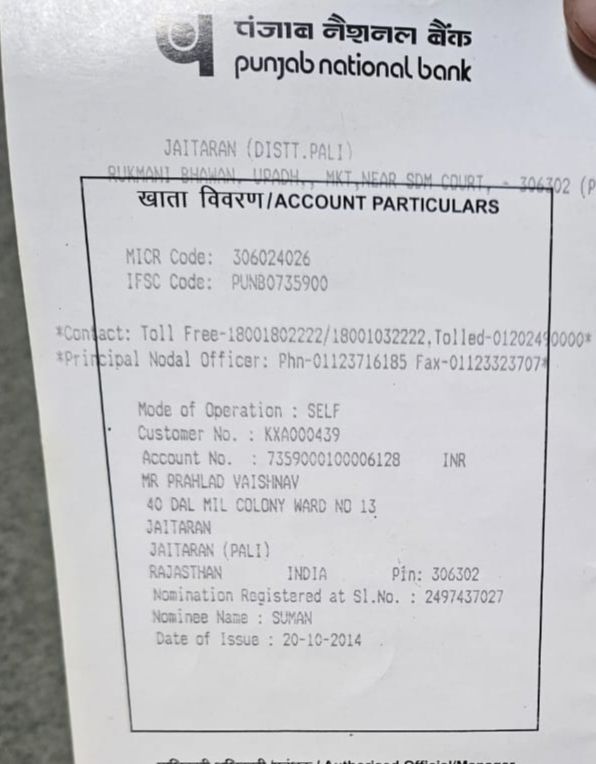 पंजाब नैशनल बैंक
punjab national bank
JAITARAN (DISTT.PALI)
RUKMANI BHAWAN, UPADH,, MKT,NEAR SDM COURT, - 306302 (P
खाता विवरण/ACCOUNT PARTICULARS
MICR Code: 306024026
IFSC Code: PUNB0735900
*Contact: Toll Free-18001802222/18001032222,Tolled-01202490000*
*Principal Nodal Officer: Phn-01123716185 Fax-01123323707*
Mode of Operation : SELF
Customer No. : KXA000439
Account No. : 7359000100006128 INR
MR PRAHLAD VAISHNAV
40 DAL MIL COLONY WARD NO 13
JAITARAN
JAITARAN (PALI)
RAJASTHAN INDIA Pin: 306302
Nomination Registered at Sl.No. : 2497437027
Nominee Name : SUMAN
Date of Issue : 20-10-2014
/ Authorised Official/Manager